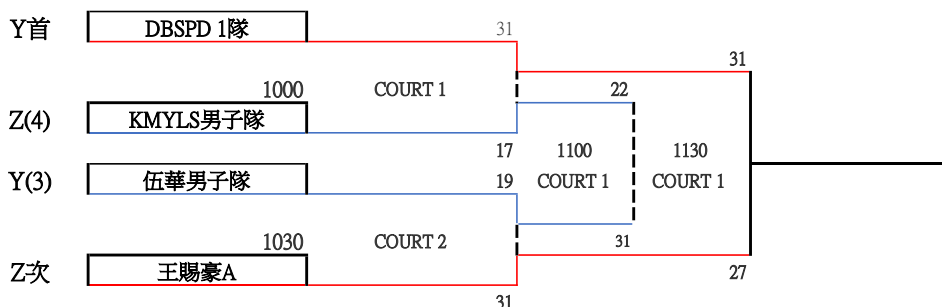 Y首 DBSPD 1隊 31
31
1000 COURT 1 22
Z(4) KMYLS男子隊
17 1100 1130
Y(3) 伍華男子隊 19 COURT 1 COURT 1
1030 COURT 2 31
Z次 王賜豪A 27
31